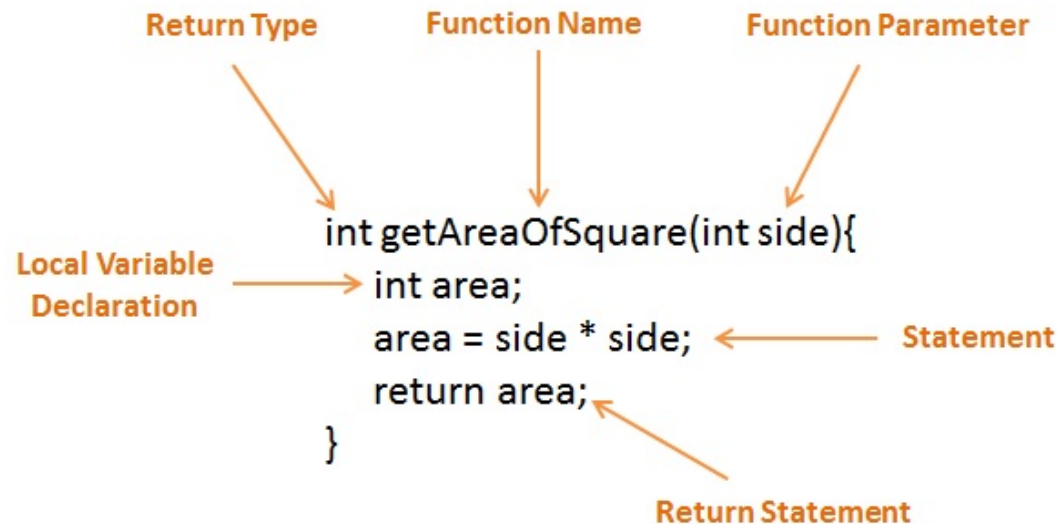 Return Type
Function Name
Function Parameter
int getAreaOfSquare(int side){
Local Variable
Declaration
int area;
area = side * side;
Statement
return area;
}
Return Statement